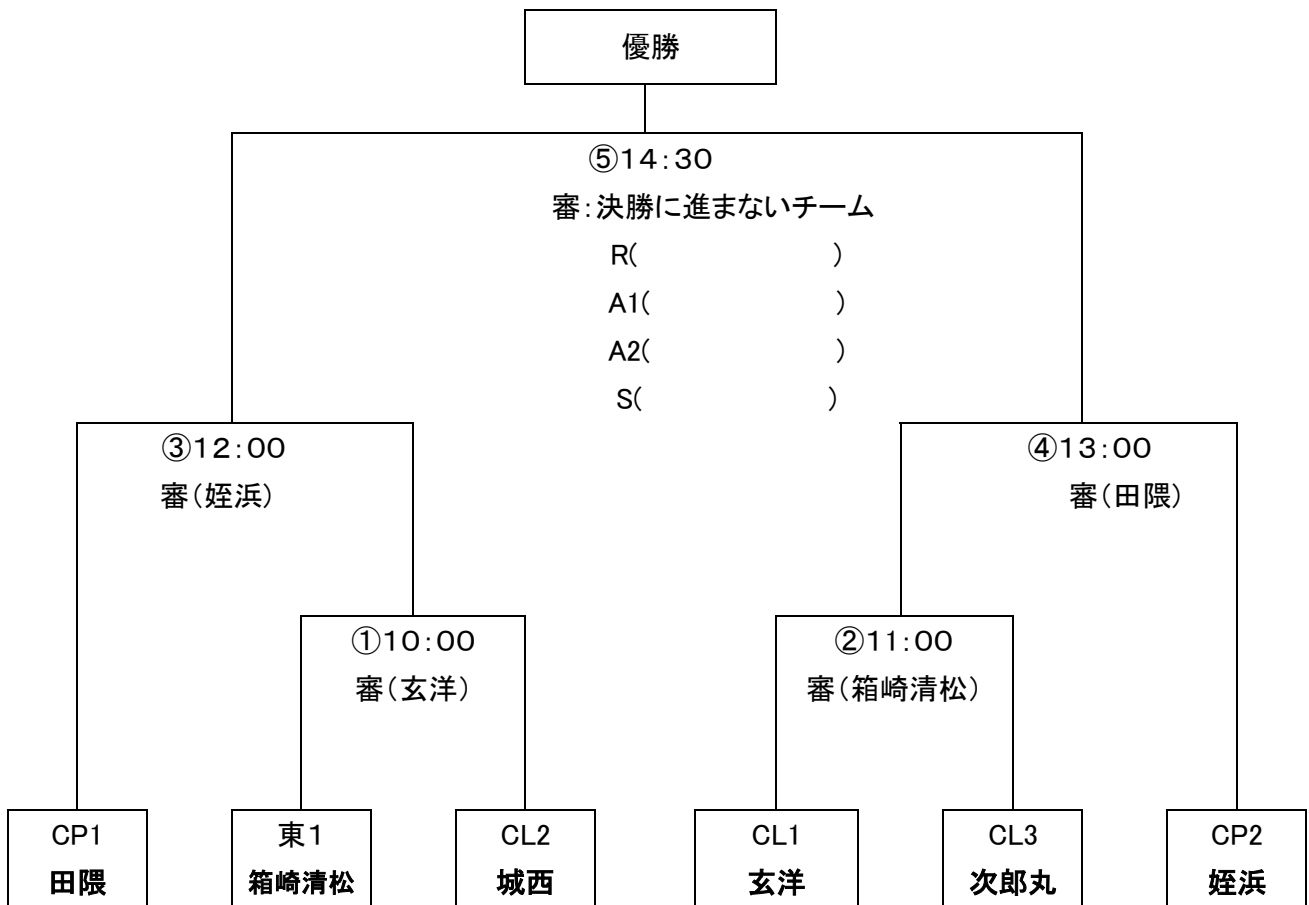 優勝
⑤14:30
審:決勝に進まないチーム
R(　　　　　　　)
A1(　　　　　　　)
A2(　　　　　　　)
S(　　　　　　　)
③12:00
審(姪浜)
④13:00
審(田隈)
①10:00
審(玄洋)
②11:00
審(箱崎清松)
CP1
田隈
東1
箱崎清松
CL2
城西
CL1
玄洋
CL3
次郎丸
CP2
姪浜